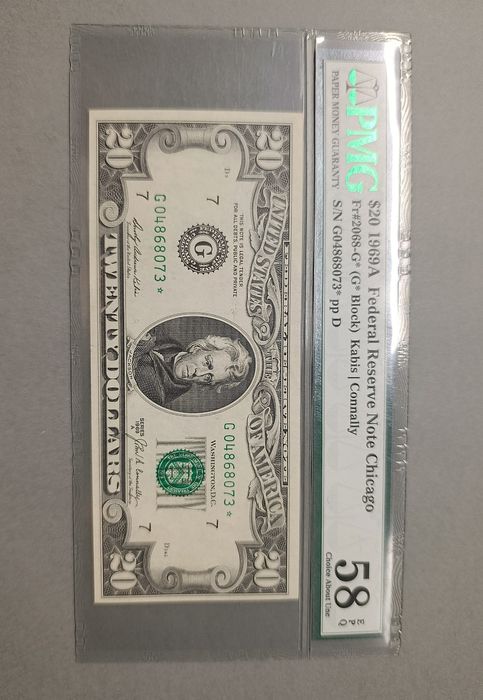 PMG
PAPER MONEY GUARANTY
$20 1969A Federal Reserve Note Chicago
Fr#2068-G* (G* Block) Kabis | Connally
S/N G04868073* pp D
58 EPQ
Choice About Unc
20
20
THE UNITED STATES OF AMERICA
THIS NOTE IS LEGAL TENDER
FOR ALL DEBTS, PUBLIC AND PRIVATE
G 04868073 *
7
7
G
WASHINGTON, D.C.
G 04868073 *
7
7
SERIES
1969
A
TWENTY DOLLARS
20
20